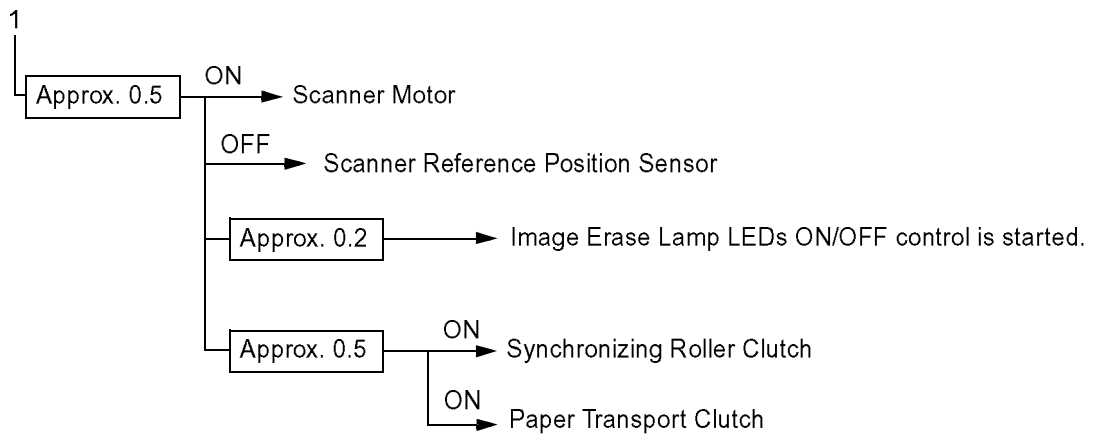 1
ON
Approx. 0.5
Scanner Motor
OFF
Scanner Reference Position Sensor
Approx. 0.2
Image Erase Lamp LEDs ON/OFF control is started.
ON
Approx. 0.5
Synchronizing Roller Clutch
ON
Paper Transport Clutch